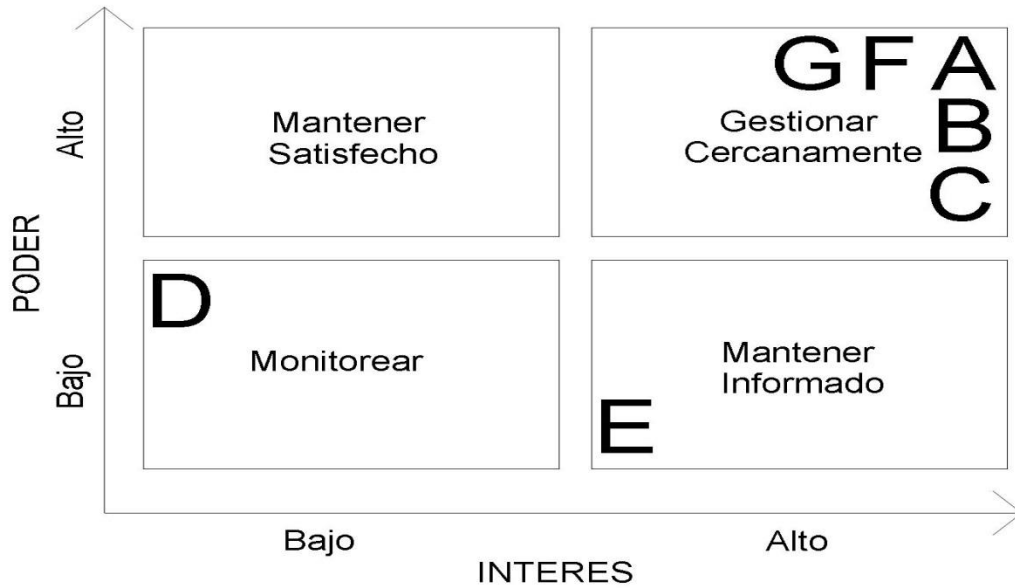 G F A
Mantener
Satisfecho
Gestionar
Cercanamente
B
C
Alto
PODER
D
Monitorear
Mantener
Informado
E
Bajo
Bajo
Alto
INTERES